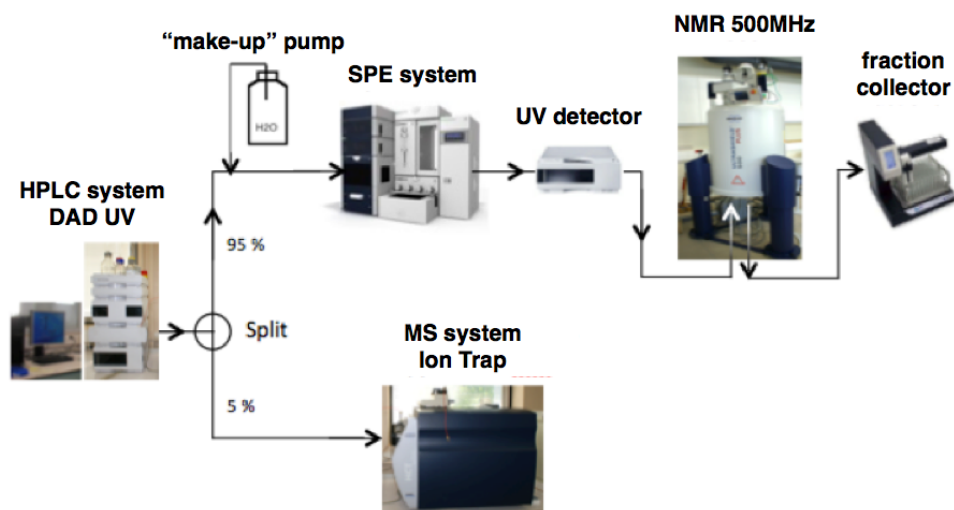 “make-up” pump
H2O
SPE system
UV detector
NMR 500MHz
fraction
collector
HPLC system
DAD UV
95 %
Split
5 %
MS system
Ion Trap